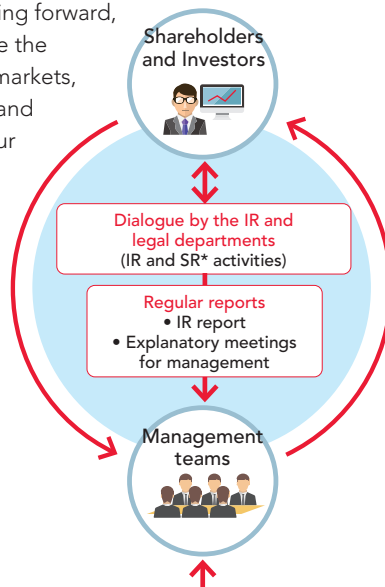 ing forward,
e the
markets,
and
ur
Shareholders
and Investors
Dialogue by the IR and
legal departments
(IR and SR* activities)
Regular reports
• IR report
• Explanatory meetings
for management
Management
teams